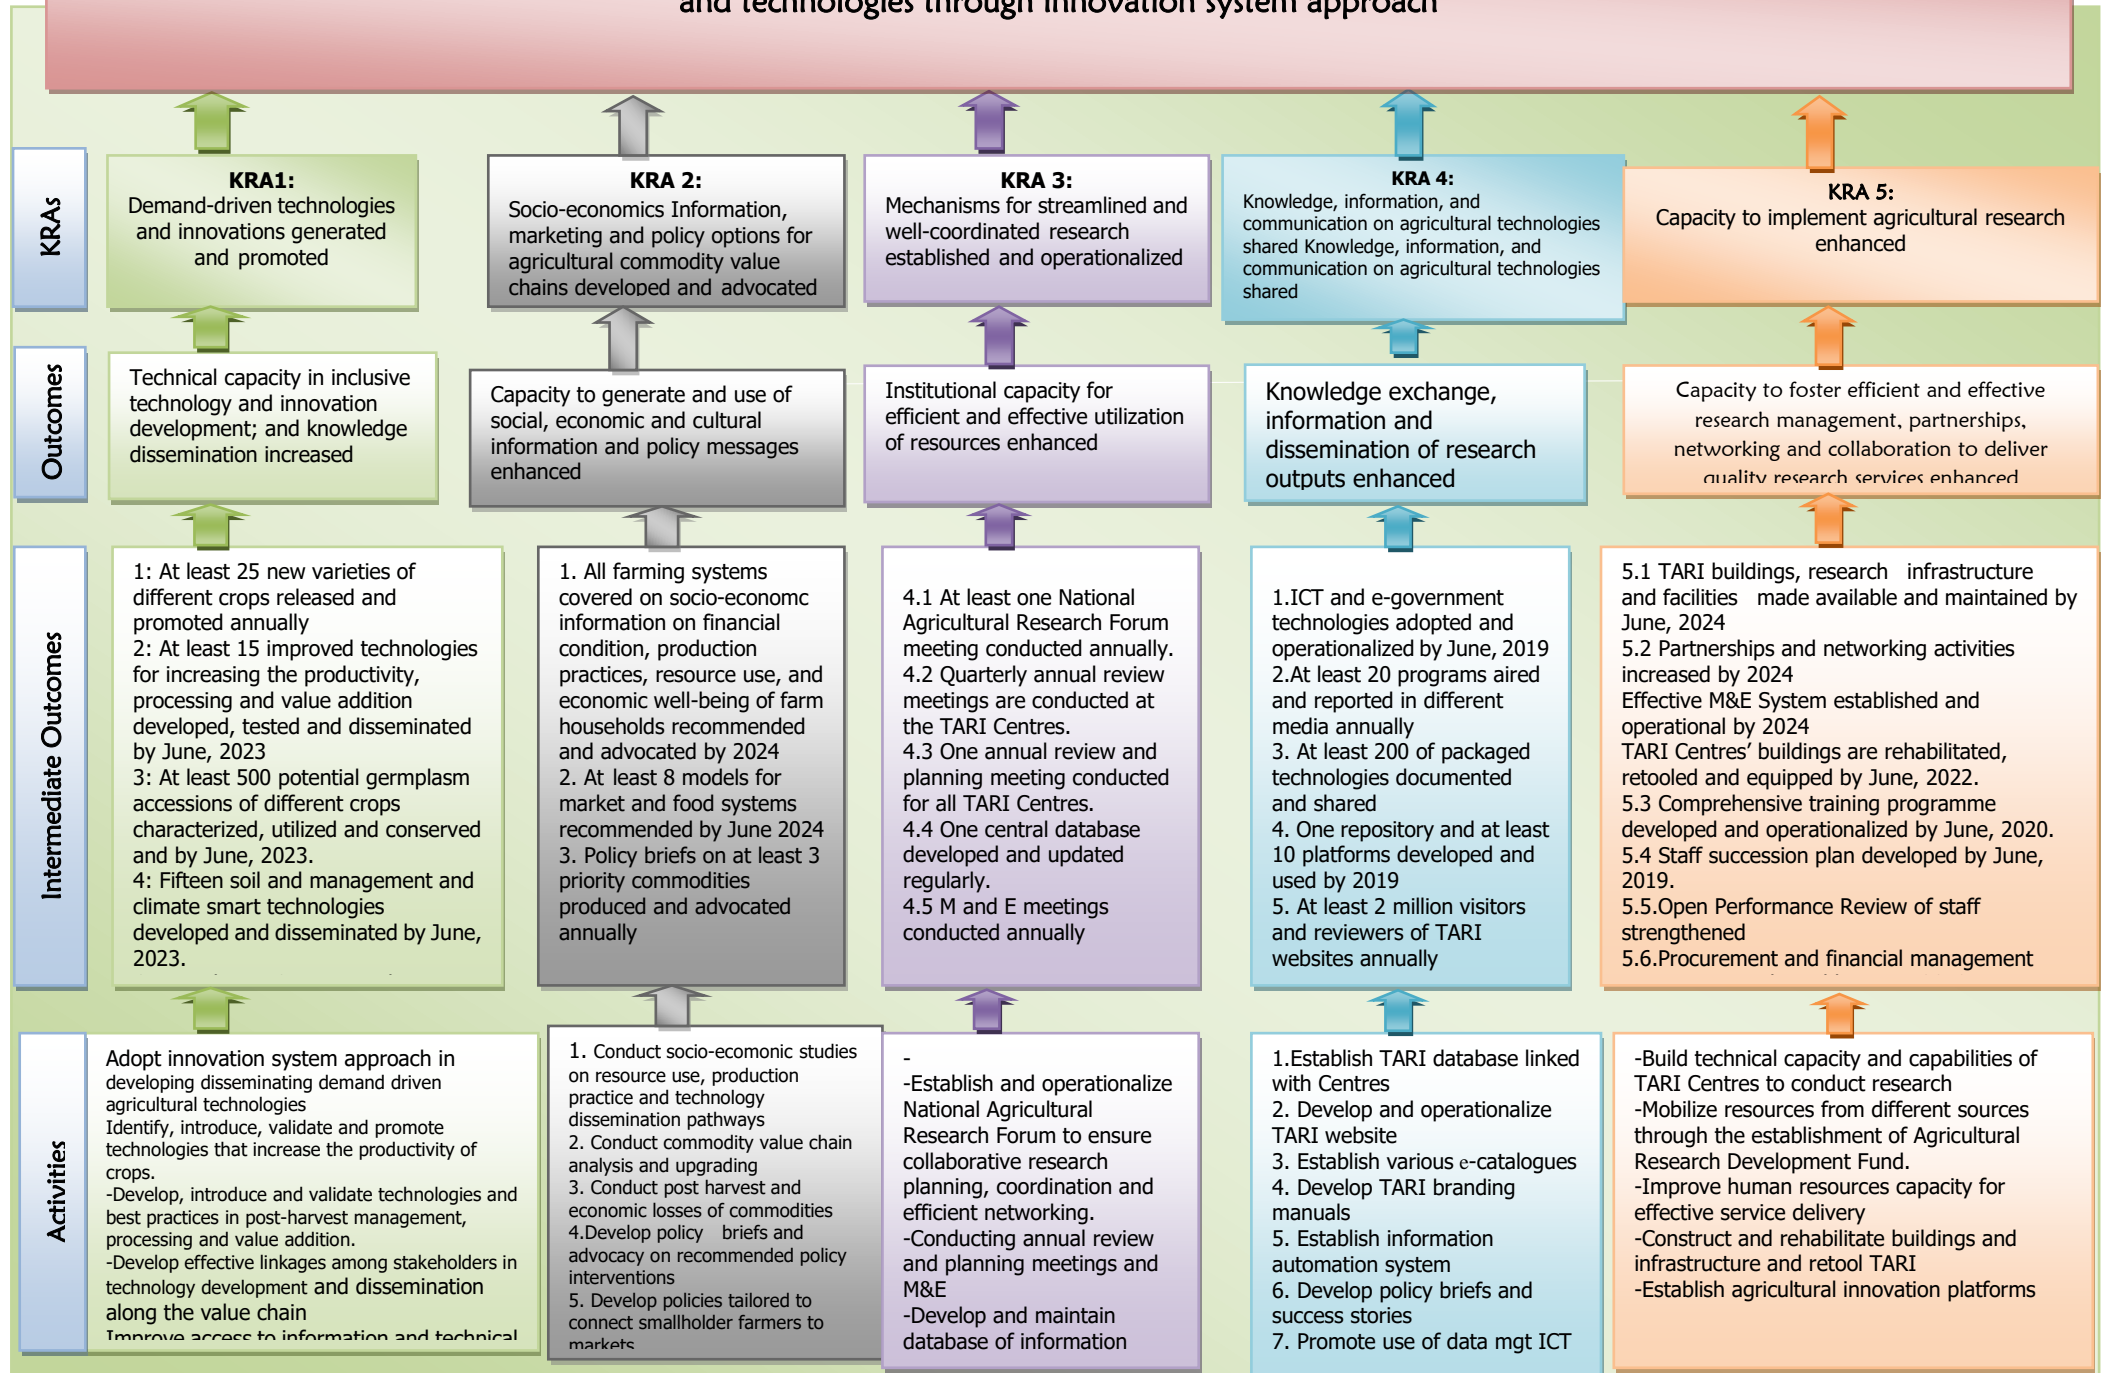 and technologies through innovation system approach
KRAs
KRA1:
Demand-driven technologies
and innovations generated
and promoted
KRA 2:
Socio-economics Information,
marketing and policy options for
agricultural commodity value
chains developed and advocated
KRA 3:
Mechanisms for streamlined and
well-coordinated research
established and operationalized
KRA 4:
Knowledge, information, and
communication on agricultural technologies
shared Knowledge, information, and
communication on agricultural technologies
shared
KRA 5:
Capacity to implement agricultural research
enhanced
Outcomes
Technical capacity in inclusive
technology and innovation
development; and knowledge
dissemination increased
Capacity to generate and use of
social, economic and cultural
information and policy messages
enhanced
Institutional capacity for
efficient and effective utilization
of resources enhanced
Knowledge exchange,
information and
dissemination of research
outputs enhanced
Capacity to foster efficient and effective
research management, partnerships,
networking and collaboration to deliver
quality research services enhanced
Intermediate Outcomes
1: At least 25 new varieties of
different crops released and
promoted annually
2: At least 15 improved technologies
for increasing the productivity,
processing and value addition
developed, tested and disseminated
by June, 2023
3: At least 500 potential germplasm
accessions of different crops
characterized, utilized and conserved
and by June, 2023.
4: Fifteen soil and management and
climate smart technologies
developed and disseminated by June,
2023.
1. All farming systems
covered on socio-economc
information on financial
condition, production
practices, resource use, and
economic well-being of farm
households recommended
and advocated by 2024
2. At least 8 models for
market and food systems
recommended by June 2024
3. Policy briefs on at least 3
priority commodities
produced and advocated
annually
4.1 At least one National
Agricultural Research Forum
meeting conducted annually.
4.2 Quarterly annual review
meetings are conducted at
the TARI Centres.
4.3 One annual review and
planning meeting conducted
for all TARI Centres.
4.4 One central database
developed and updated
regularly.
4.5 M and E meetings
conducted annually
1.ICT and e-government
technologies adopted and
operationalized by June, 2019
2.At least 20 programs aired
and reported in different
media annually
3. At least 200 of packaged
technologies documented
and shared
4. One repository and at least
10 platforms developed and
used by 2019
5. At least 2 million visitors
and reviewers of TARI
websites annually
5.1 TARI buildings, research infrastructure
and facilities made available and maintained by
June, 2024
5.2 Partnerships and networking activities
increased by 2024
Effective M&E System established and
operational by 2024
TARI Centres’ buildings are rehabilitated,
retooled and equipped by June, 2022.
5.3 Comprehensive training programme
developed and operationalized by June, 2020.
5.4 Staff succession plan developed by June,
2019.
5.5.Open Performance Review of staff
strengthened
5.6.Procurement and financial management
Activities
Adopt innovation system approach in
developing disseminating demand driven
agricultural technologies
Identify, introduce, validate and promote
technologies that increase the productivity of
crops.
-Develop, introduce and validate technologies and
best practices in post-harvest management,
processing and value addition.
-Develop effective linkages among stakeholders in
technology development and dissemination
along the value chain
Improve access to information and technical
1. Conduct socio-ecomonic studies
on resource use, production
practice and technology
dissemination pathways
2. Conduct commodity value chain
analysis and upgrading
3. Conduct post harvest and
economic losses of commodities
4.Develop policy briefs and
advocacy on recommended policy
interventions
5. Develop policies tailored to
connect smallholder farmers to
markets
-
-Establish and operationalize
National Agricultural
Research Forum to ensure
collaborative research
planning, coordination and
efficient networking.
-Conducting annual review
and planning meetings and
M&E
-Develop and maintain
database of information
1.Establish TARI database linked
with Centres
2. Develop and operationalize
TARI website
3. Establish various e-catalogues
4. Develop TARI branding
manuals
5. Establish information
automation system
6. Develop policy briefs and
success stories
7. Promote use of data mgt ICT
-Build technical capacity and capabilities of
TARI Centres to conduct research
-Mobilize resources from different sources
through the establishment of Agricultural
Research Development Fund.
-Improve human resources capacity for
effective service delivery
-Construct and rehabilitate buildings and
infrastructure and retool TARI
-Establish agricultural innovation platforms